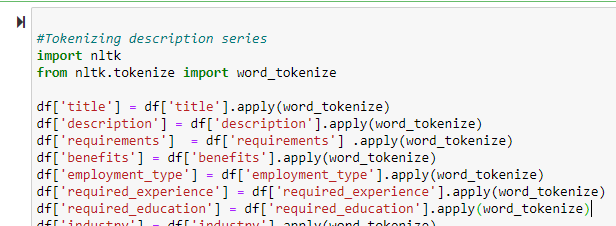 #Tokenizing description series
import nltk
from nltk.tokenize import word_tokenize
df['title'] = df['title'].apply(word_tokenize)
df['description'] = df['description'].apply(word_tokenize)
df['requirements']  = df['requirements'] .apply(word_tokenize)
df['benefits'] = df['benefits'].apply(word_tokenize)
df['employment_type'] = df['employment_type'].apply(word_tokenize)
df['required_experience'] = df['required_experience'].apply(word_tokenize)
df['required_education'] = df['required_education'].apply(word_tokenize)
df['industry'] = df['industry'].apply(word_tokenize)